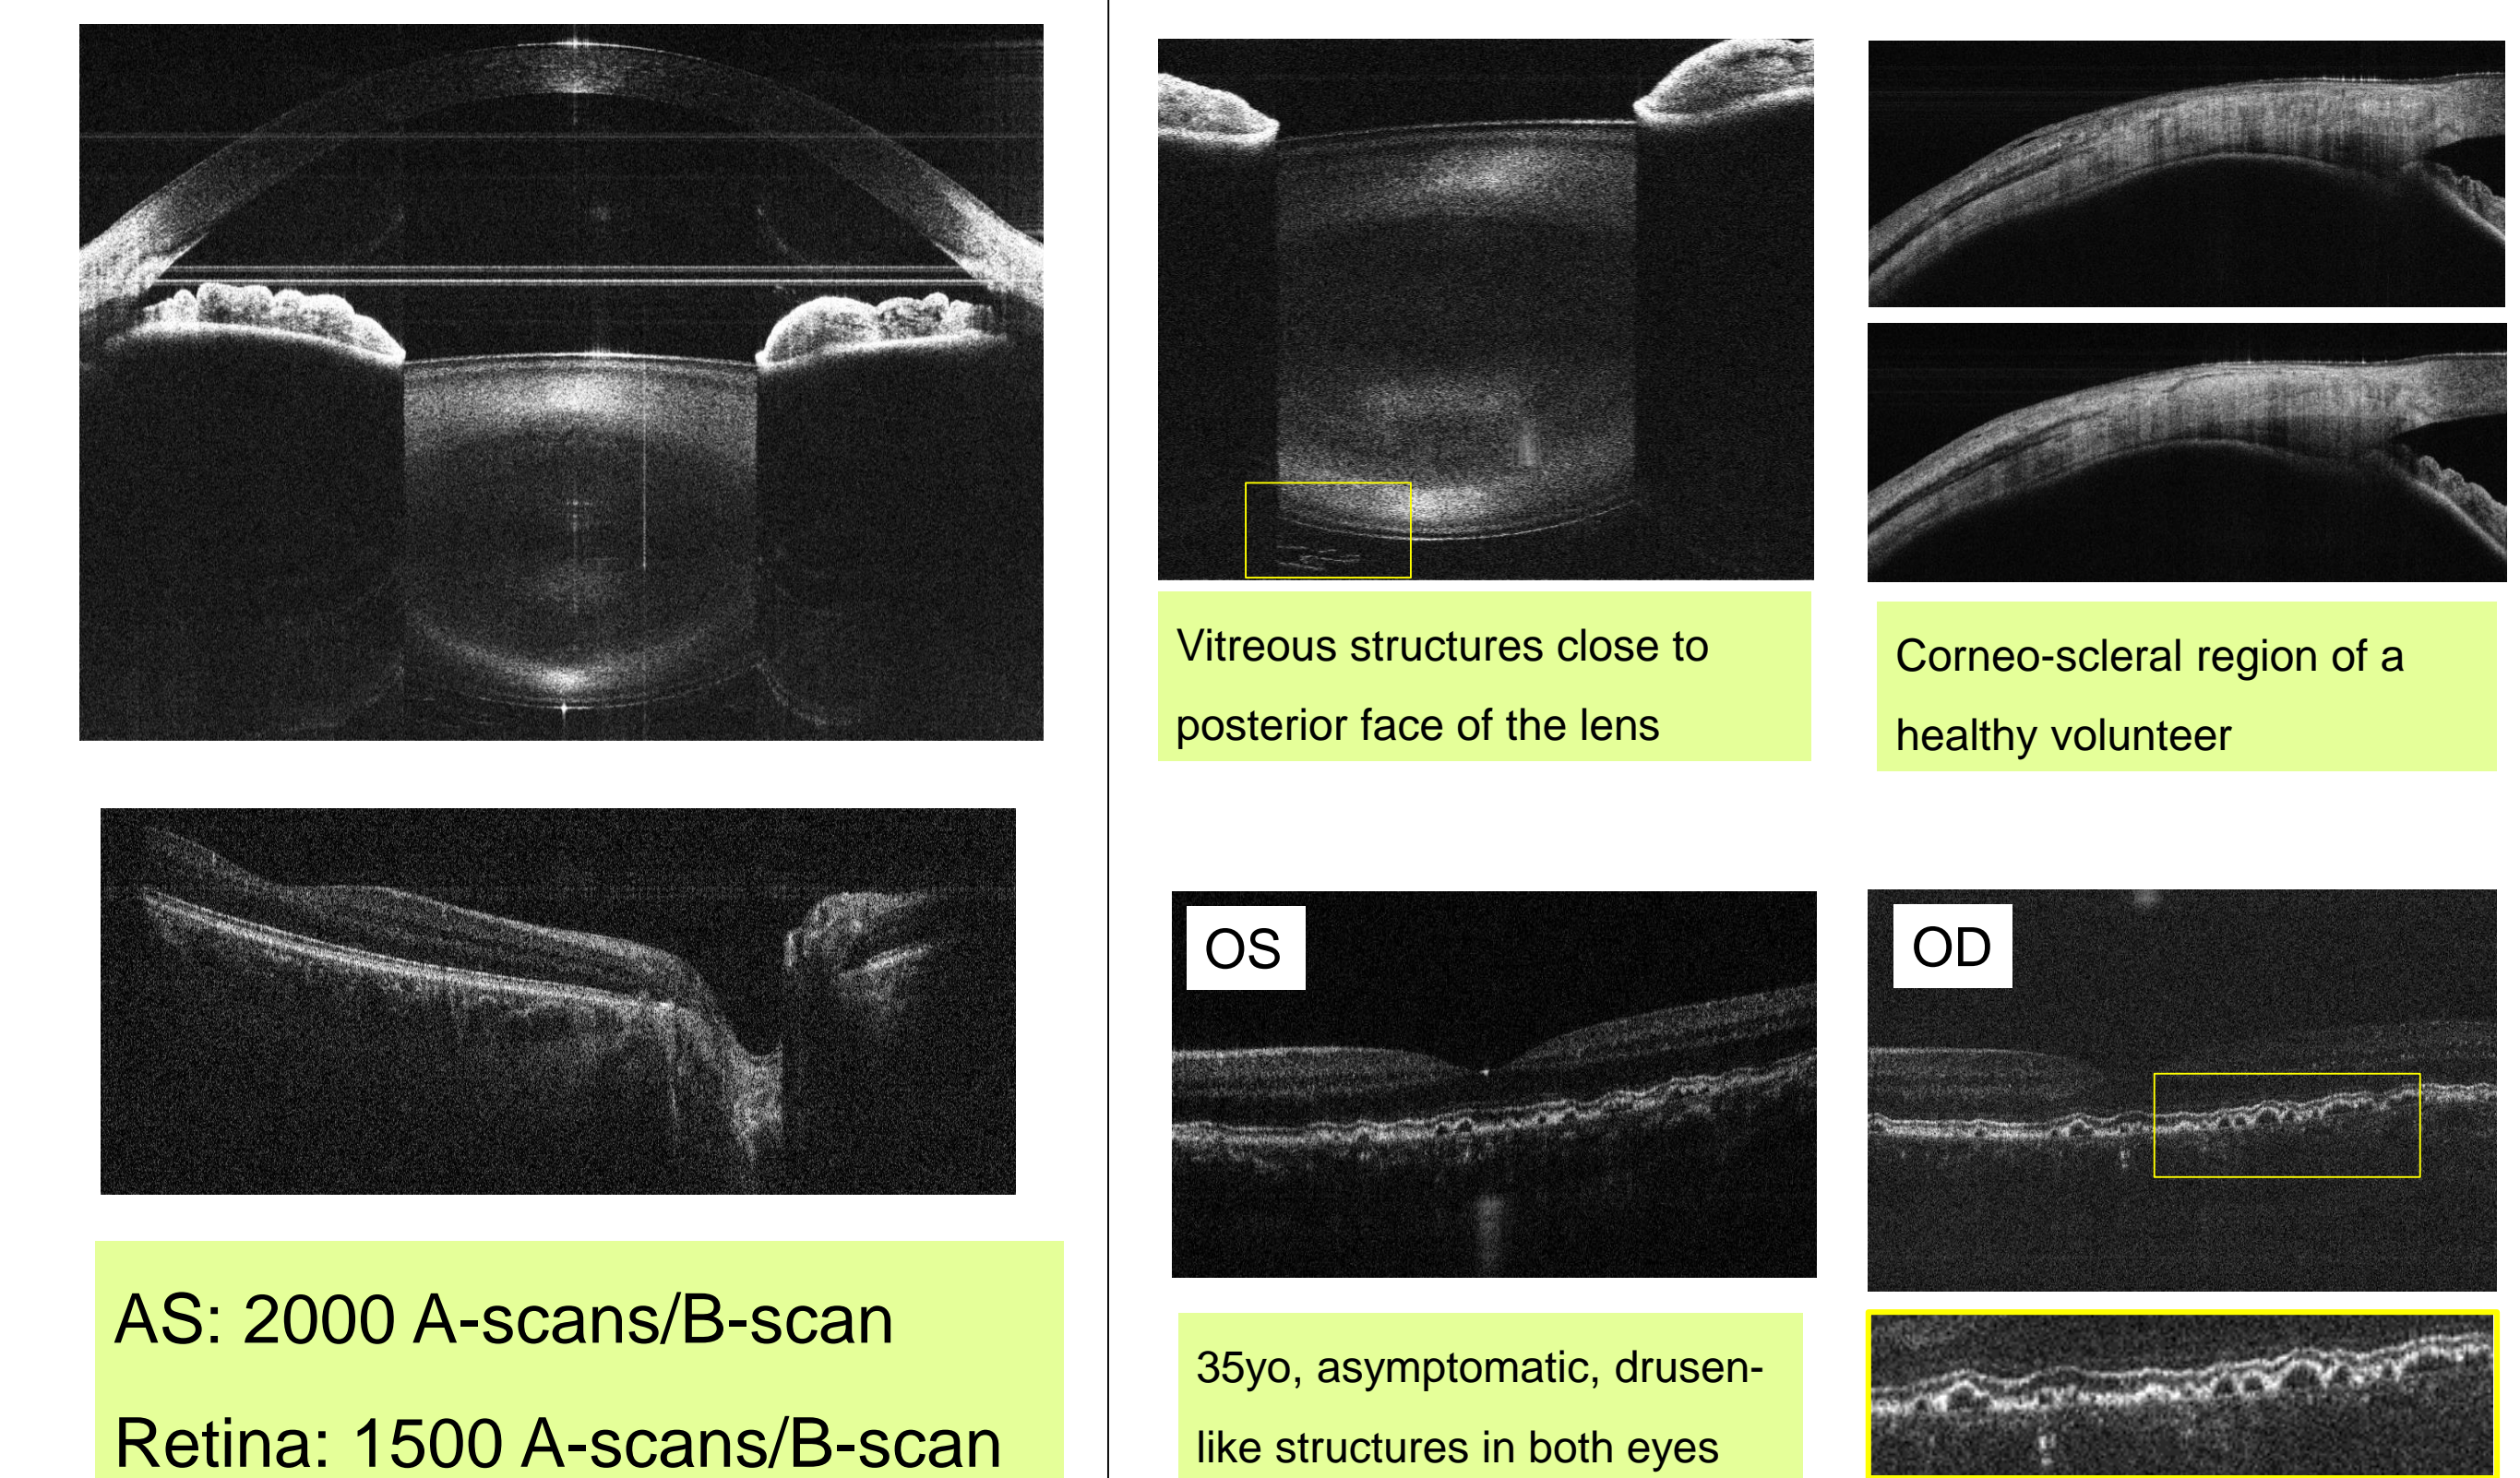 AS: 2000 A-scans/B-scan
Retina: 1500 A-scans/B-scan
Vitreous structures close to
posterior face of the lens
Corneo-scleral region of a
healthy volunteer
OS
OD
35yo, asymptomatic, drusen-
like structures in both eyes